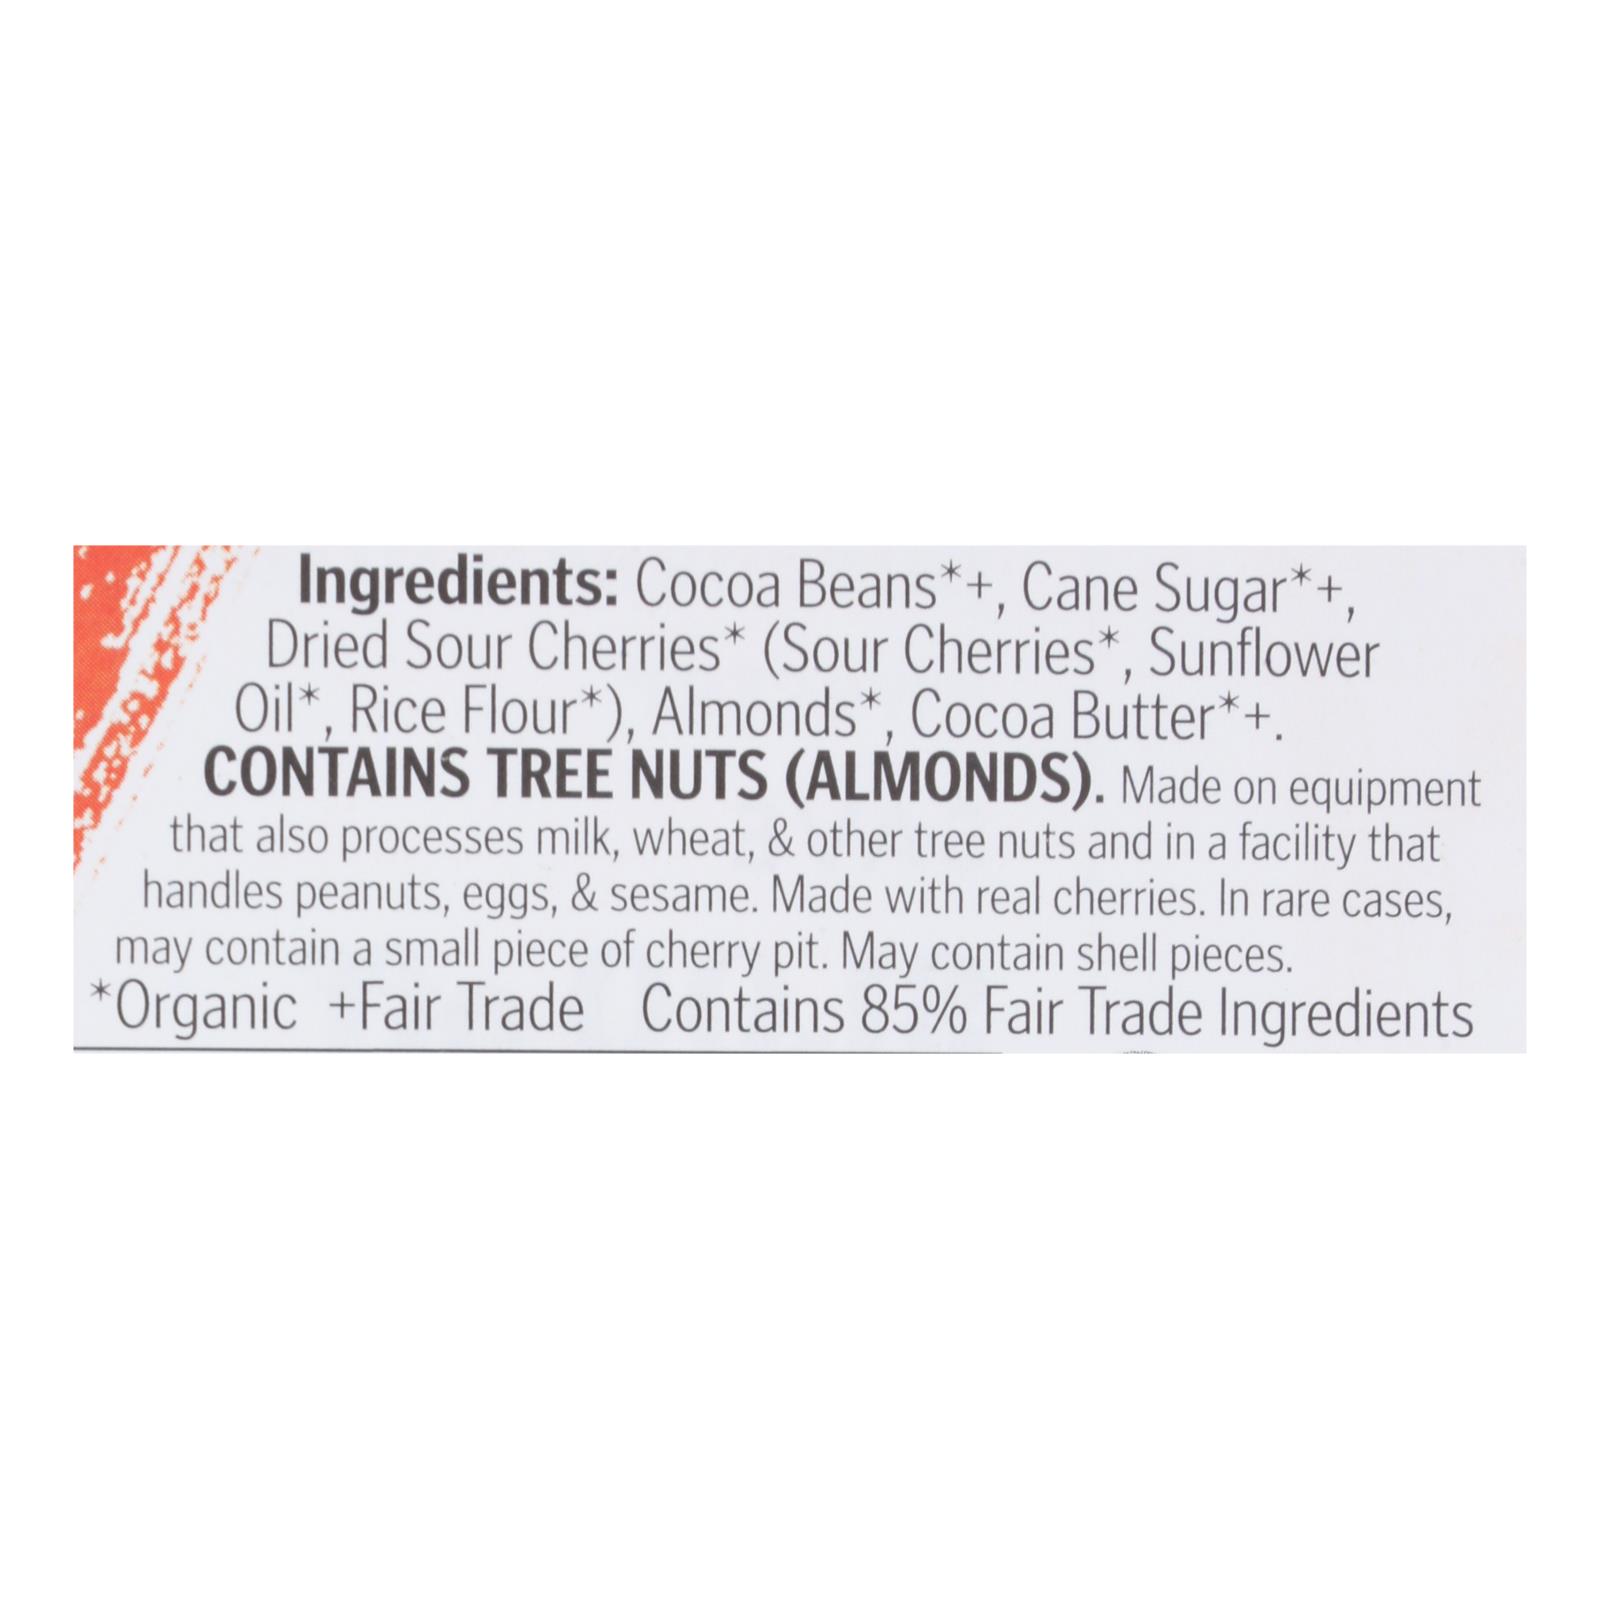 Ingredients: Cocoa Beans*+, Cane Sugar*+,
Dried Sour Cherries* (Sour Cherries*, Sunflower
Oil*, Rice Flour*), Almonds*, Cocoa Butter*+.
CONTAINS TREE NUTS (ALMONDS). Made on equipment
that also processes milk, wheat, & other tree nuts and in a facility that
handles peanuts, eggs, & sesame. Made with real cherries. In rare cases,
may contain a small piece of cherry pit. May contain shell pieces.
*Organic +Fair Trade Contains 85% Fair Trade Ingredients